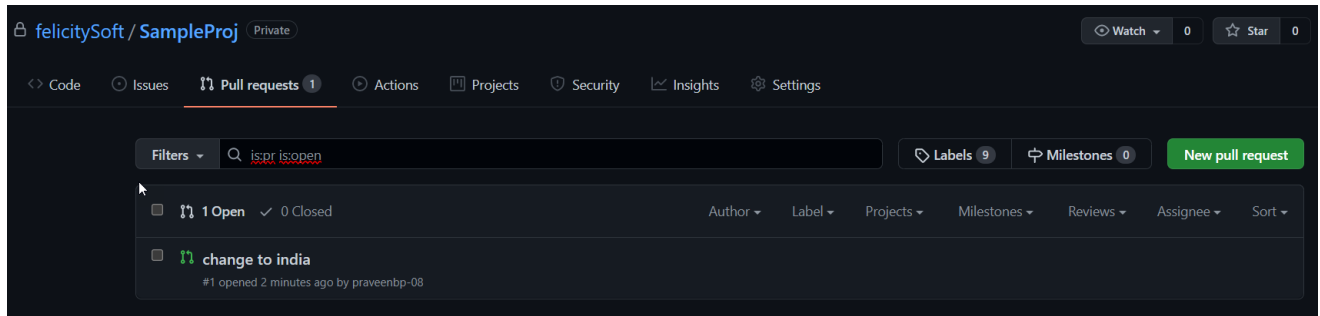 felicitySoft / SampleProj Private
Watch 0 Star 0
Code Issues Pull requests 1 Actions Projects Security Insights Settings
Filters is:pr is:open Labels 9 Milestones 0 New pull request
1 Open 0 Closed Author Label Projects Milestones Reviews Assignee Sort
change to india
#1 opened 2 minutes ago by praveenbp-08